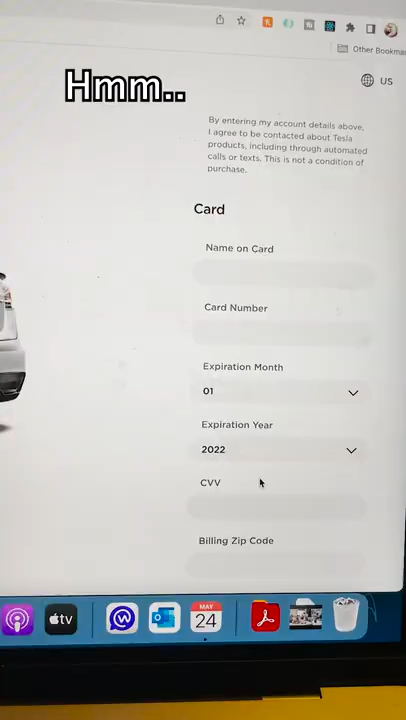 Other Bookmar
Hmm..
US
By entering my account details above,
I agree to be contacted about Tesla
products, including through automated
calls or texts. This is not a condition of
purchase.
Card
Name on Card
Card Number
Expiration Month
01
Expiration Year
2022
CVV
Billing Zip Code
tv
MAY
24